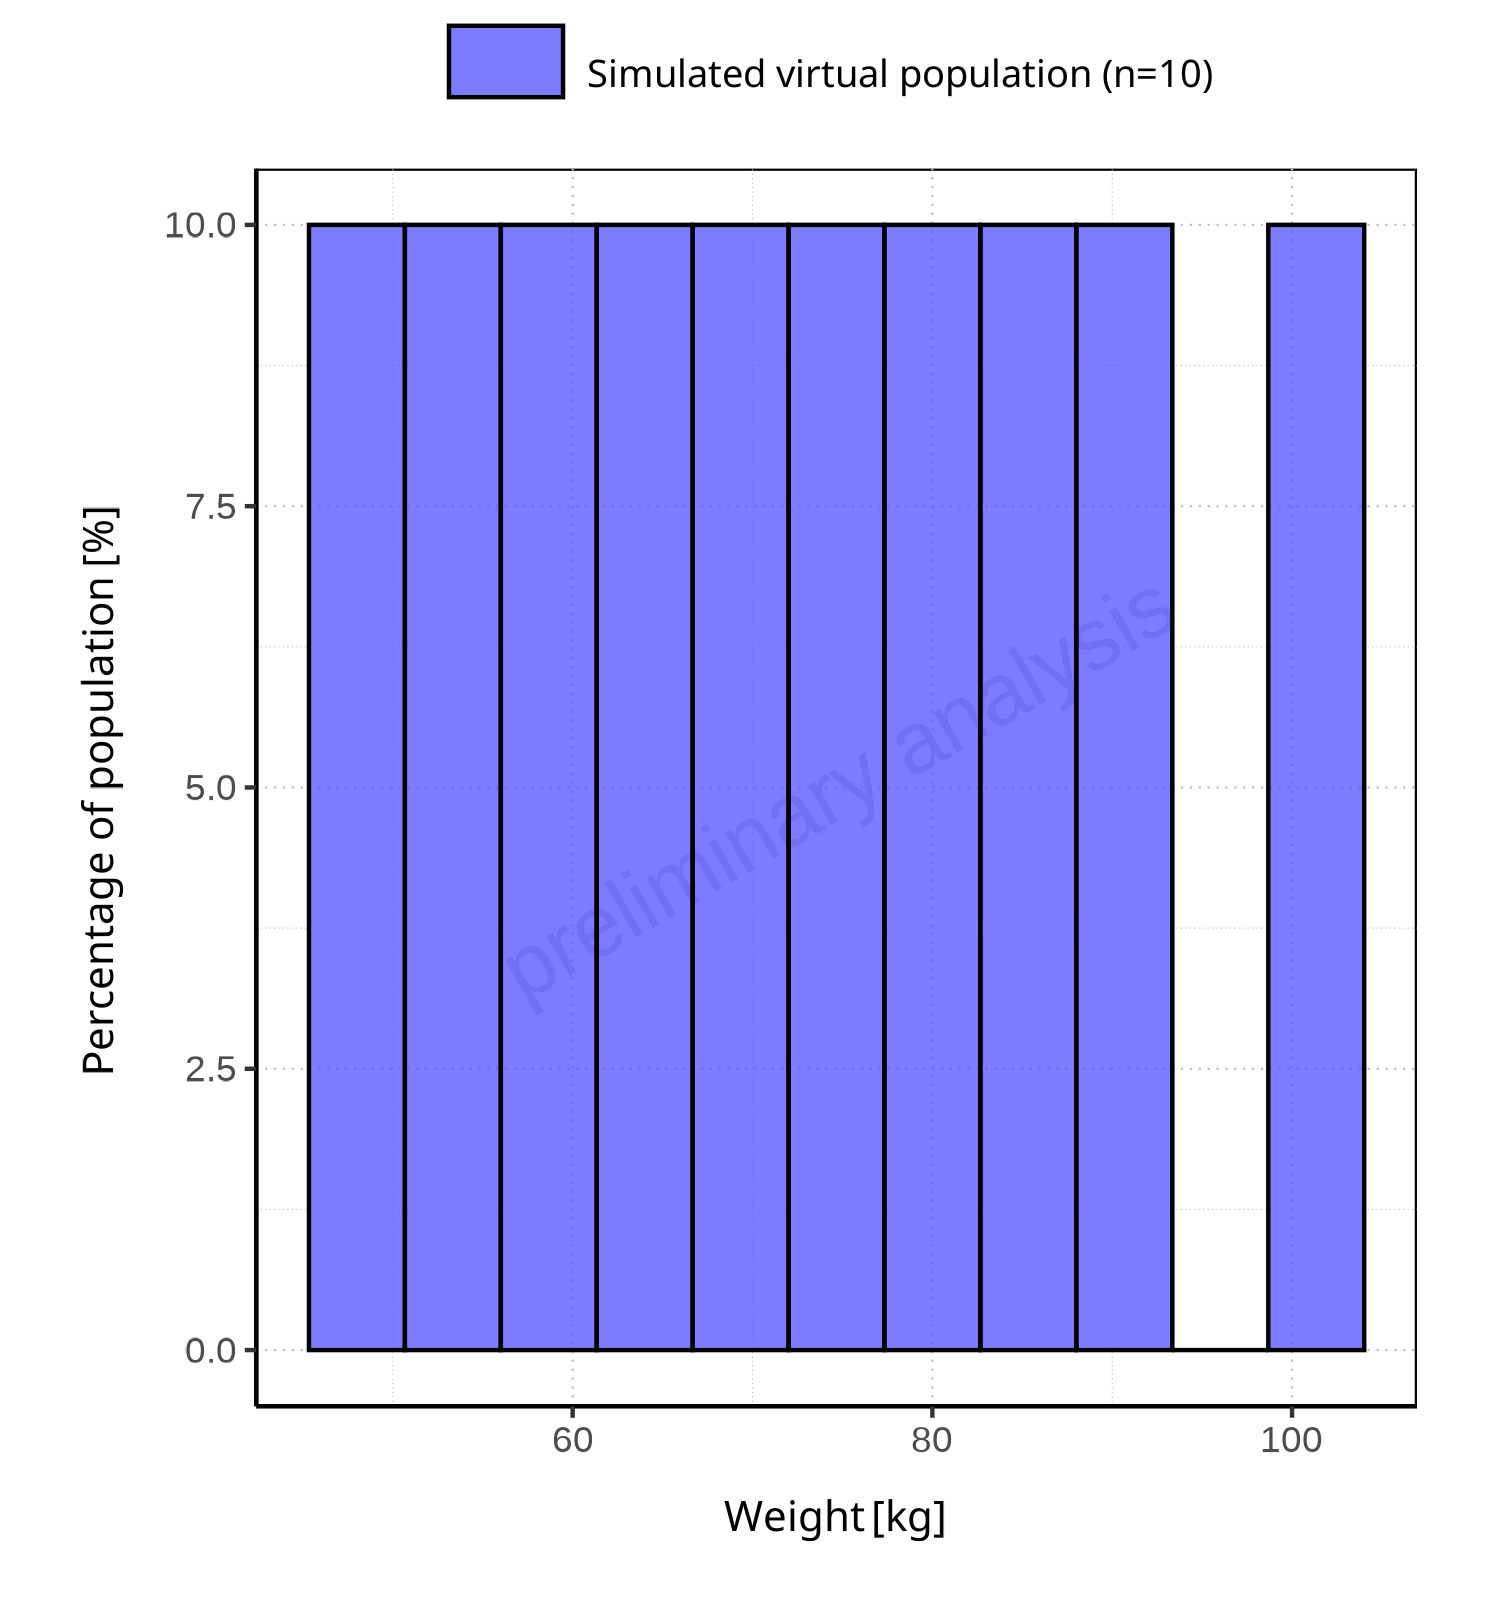 Simulated virtual population (n=10)
10.0
7.5
5.0
2.5
0.0
Percentage of population [%]
preliminary analysis
60 80 100
Weight [kg]